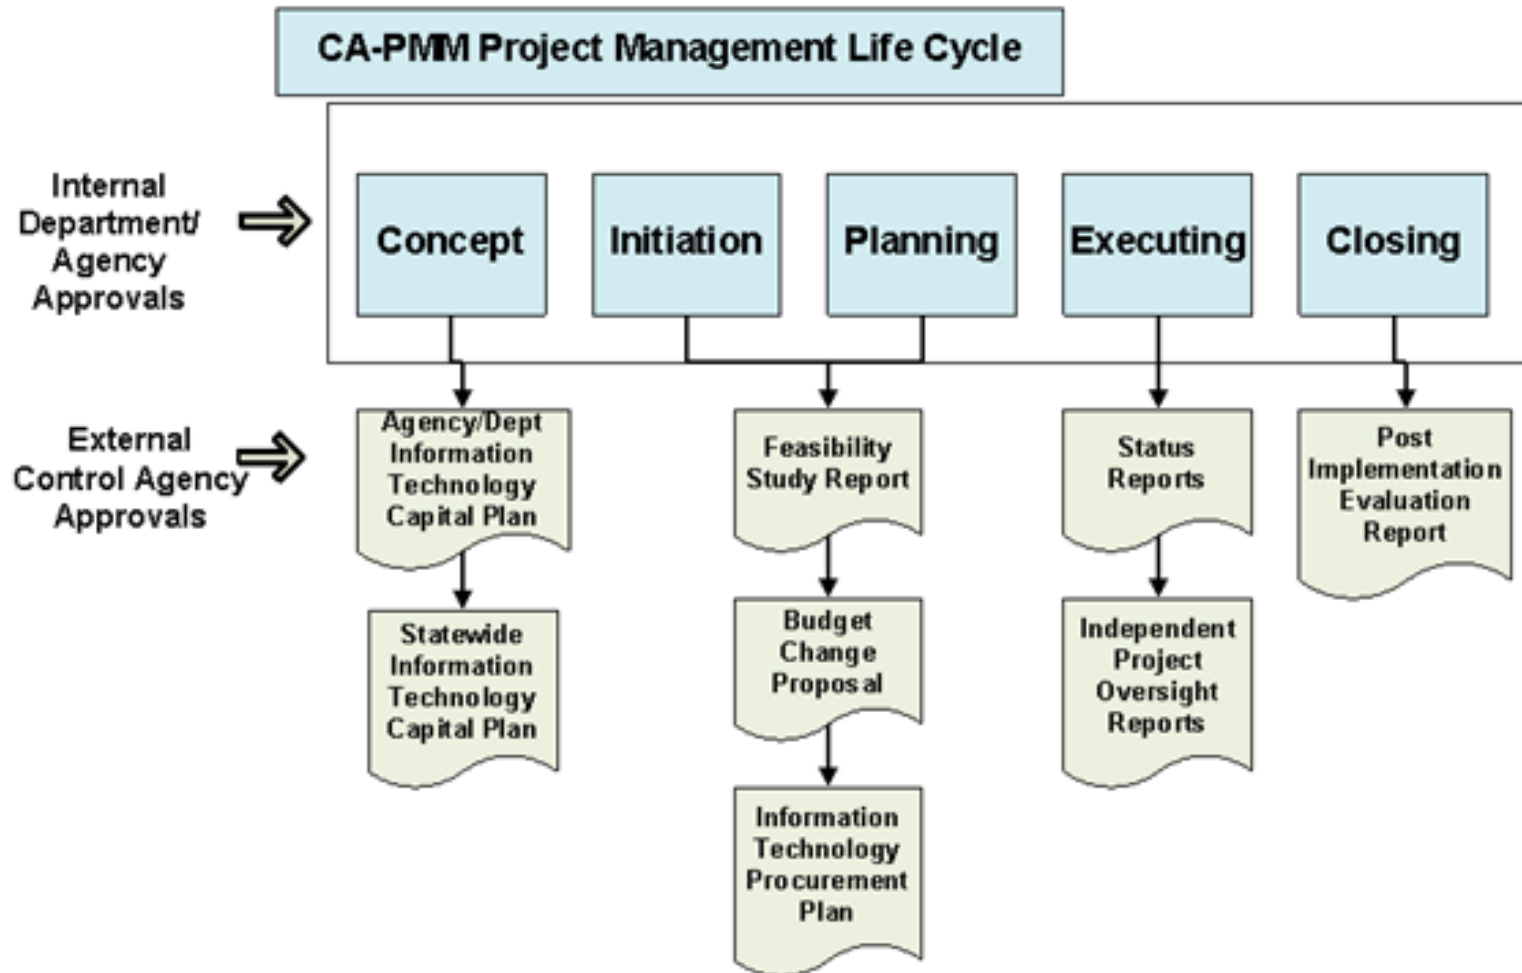 CA-PMM Project Management Life Cycle
Internal
Department/
Agency
Approvals
Concept
Initiation
Planning
Executing
Closing
External
Control Agency
Approvals
Agency/Dept
Information
Technology
Capital Plan
Feasibility
Study Report
Status
Reports
Post
Implementation
Evaluation
Report
Statewide
Information
Technology
Capital Plan
Budget
Change
Proposal
Independent
Project
Oversight
Reports
Information
Technology
Procurement
Plan